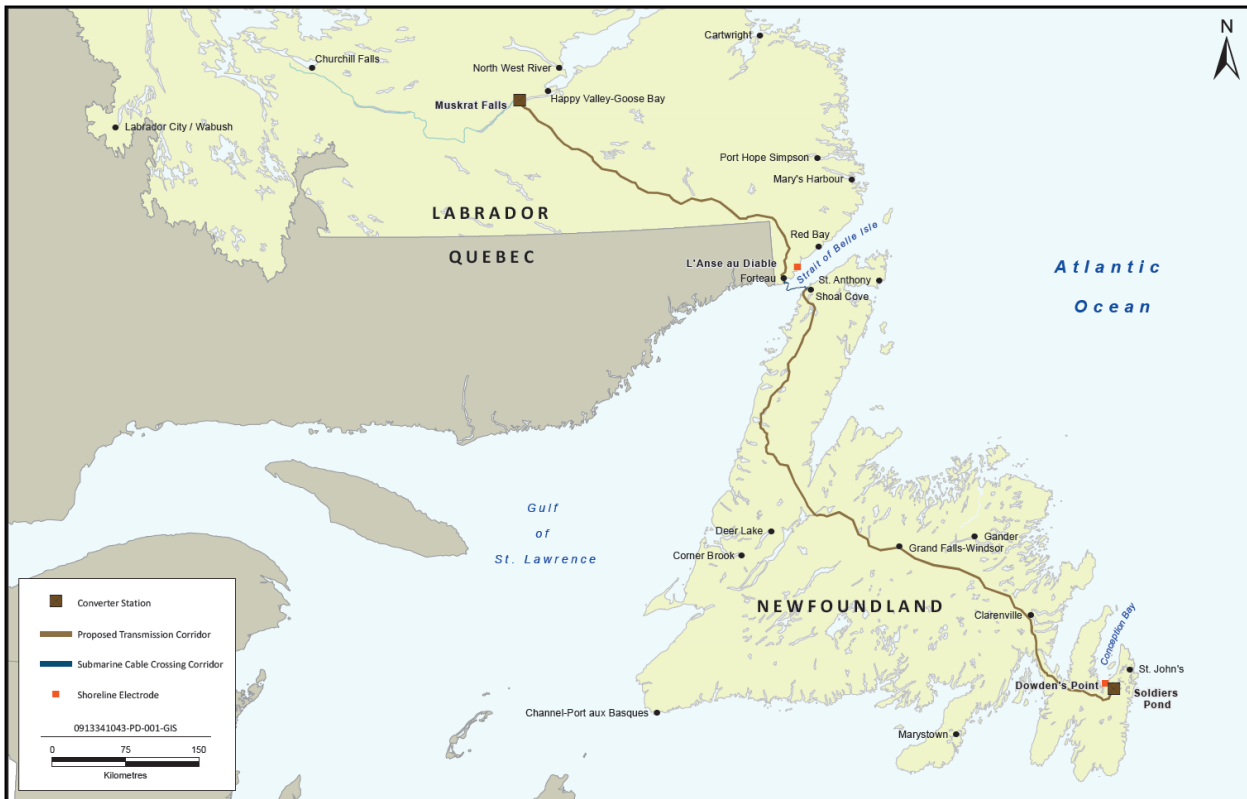 N
Cartwright
Churchill Falls
North West River
Happy Valley-Goose Bay
Muskrat Falls
Labrador City / Wabush
Port Hope Simpson
Mary's Harbour
LABRADOR
QUEBEC
Red Bay
Strait of Belle Isle
L'Anse au Diable
Forteau
St. Anthony
Shoal Cove
Atlantic
Ocean
Gulf
of
St. Lawrence
Deer Lake
Corner Brook
Gander
Grand Falls-Windsor
NEWFOUNDLAND
Clarenville
Conception Bay
St. John's
Dowden's Point
Soldiers
Pond
Channel-Port aux Basques
Marystown
Converter Station
Proposed Transmission Corridor
Submarine Cable Crossing Corridor
Shoreline Electrode
0913341043-PD-001-GIS
0 75 150
Kilometres